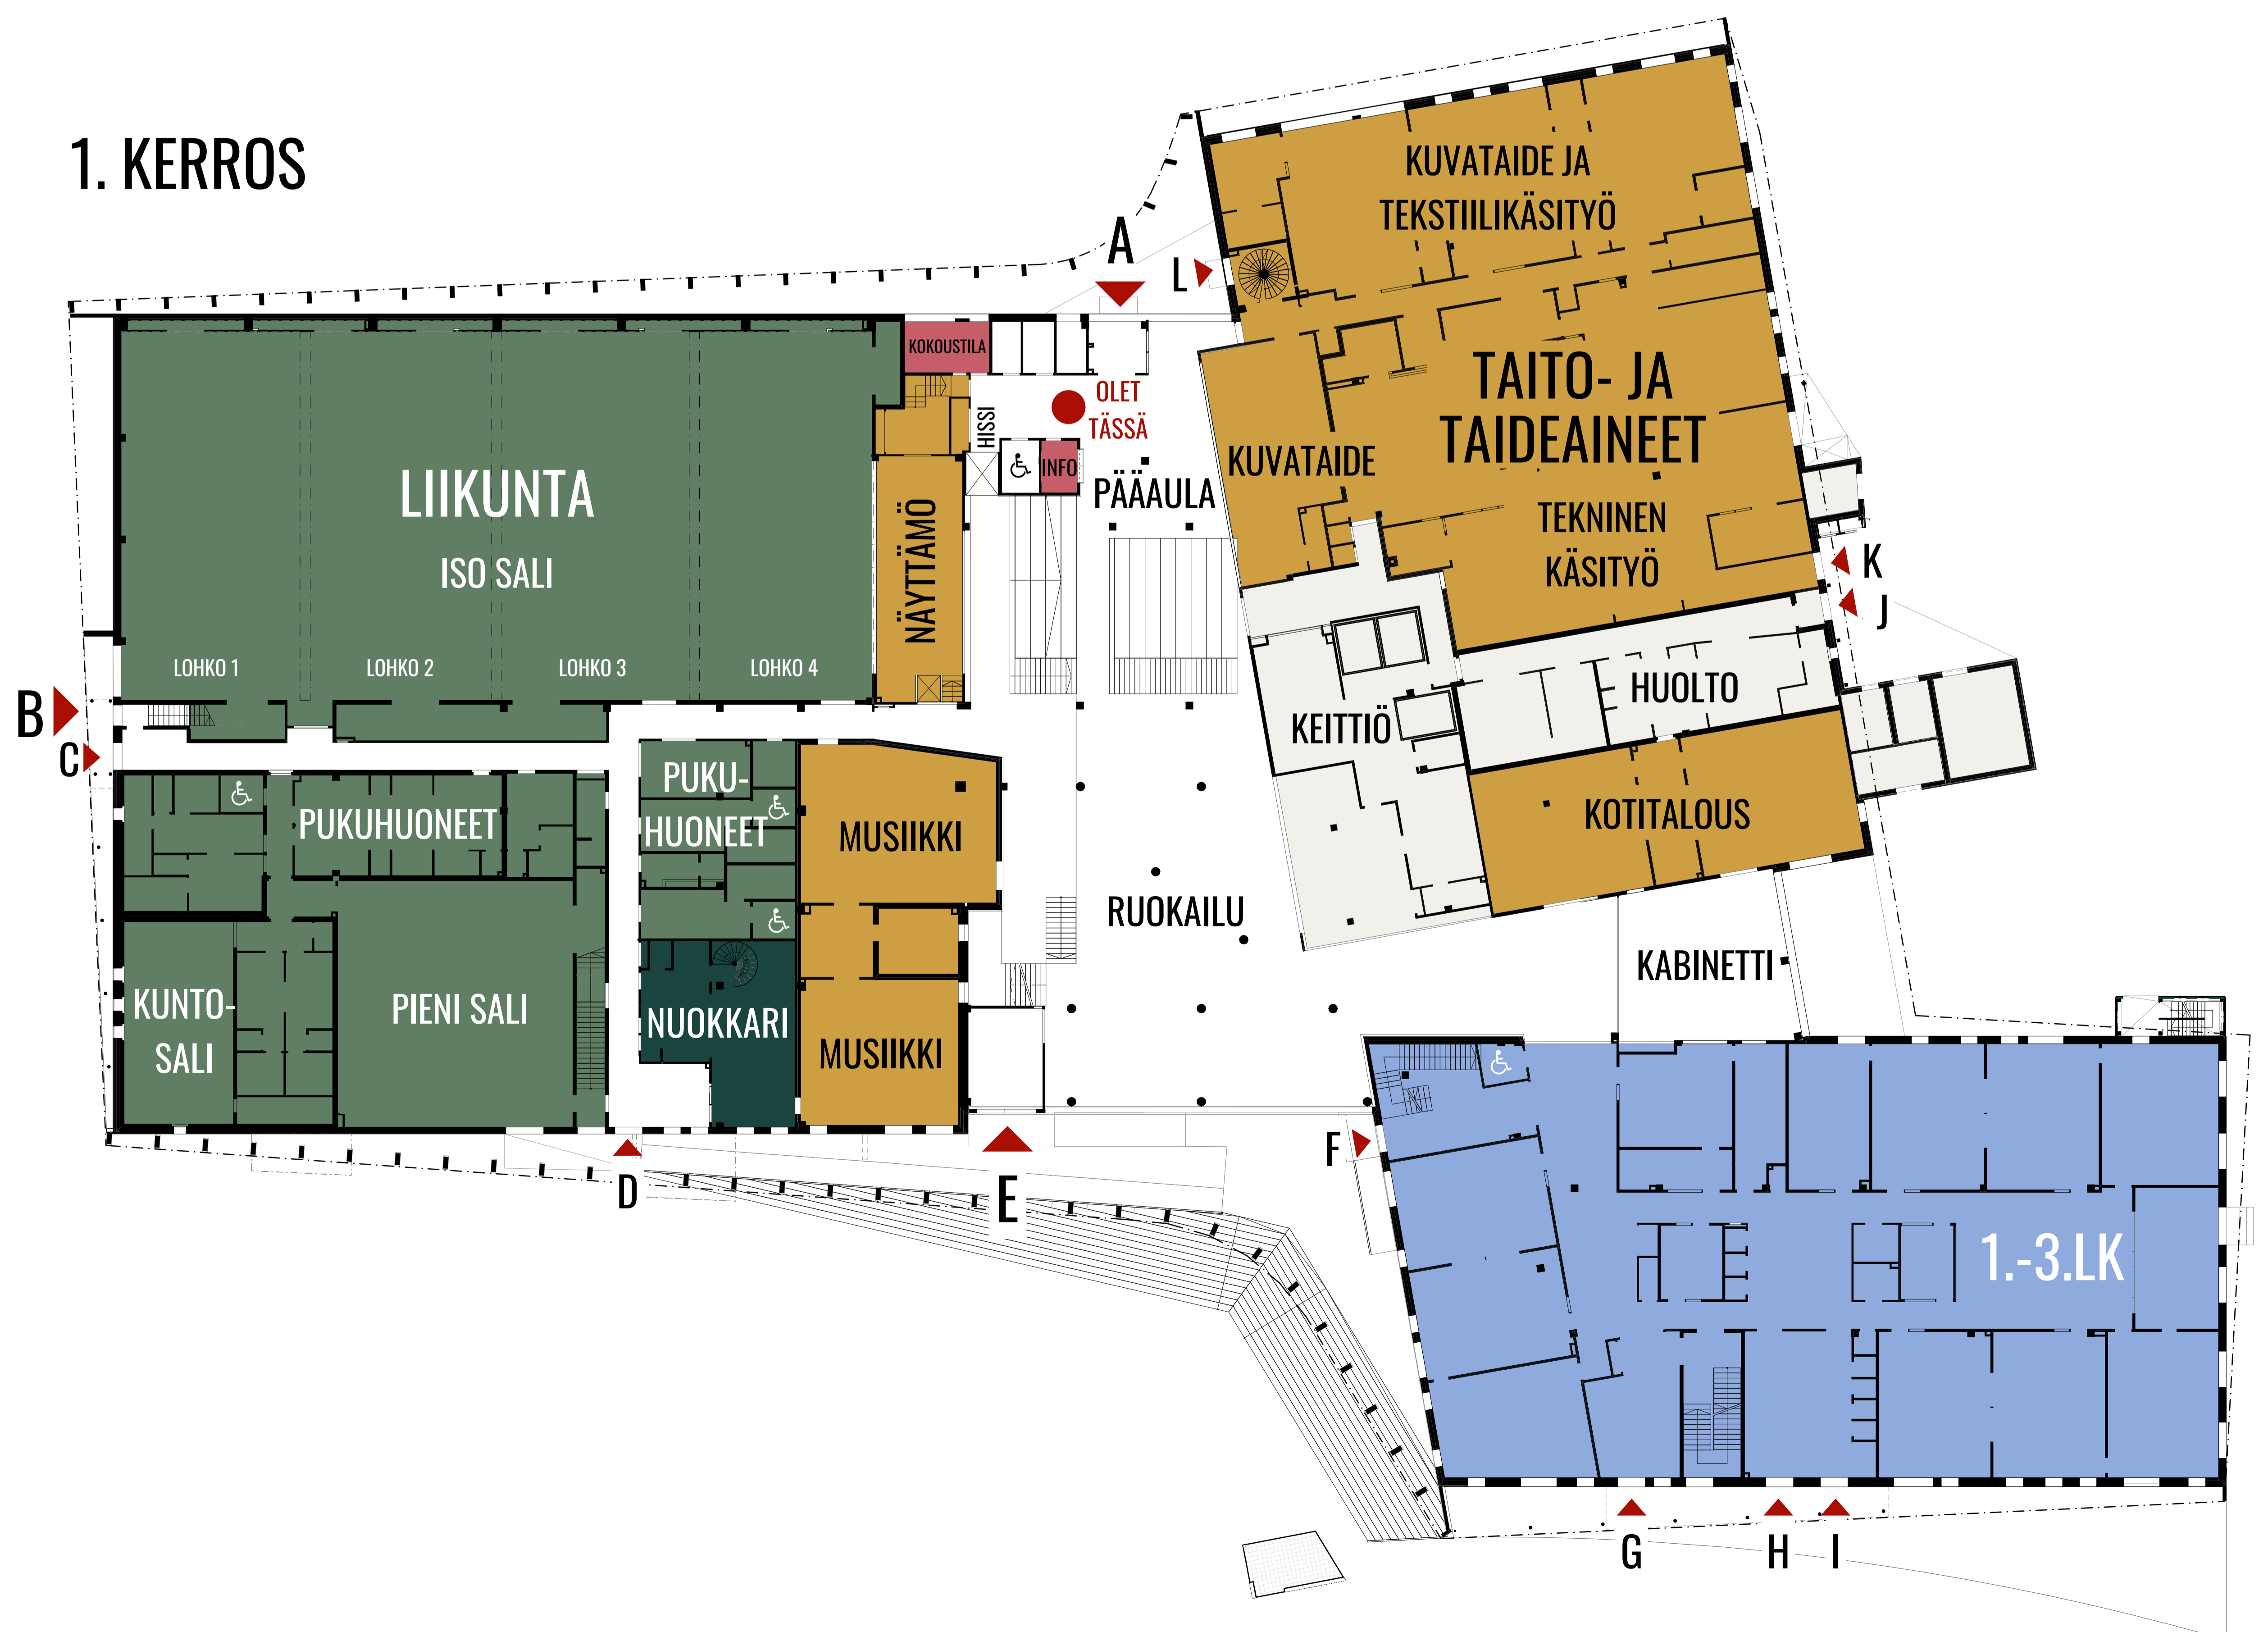 1. KERROS
KUVATAIDE JA
TEKSTIILIKÄSITYÖ
A
L
KOKOUSTILA
OLET
TÄSSÄ
HISSI
INFO
PÄÄAULA
KUVATAIDE
TAITO- JA
TAIDEAINEET
TEKNINEN
KÄSITYÖ
LIIKUNTA
ISO SALI
NÄYTTÄMÖ
LOHKO 1
LOHKO 2
LOHKO 3
LOHKO 4
K
J
B
C
HUOLTO
KEITTIÖ
KOTITALOUS
PUKUHUONEET
PUKU-
HUONEET
MUSIIKKI
RUOKAILU
KABINETTI
KUNTO-
SALI
PIENI SALI
NUOKKARI
MUSIIKKI
D
E
F
1.-3.LK
G
H
I